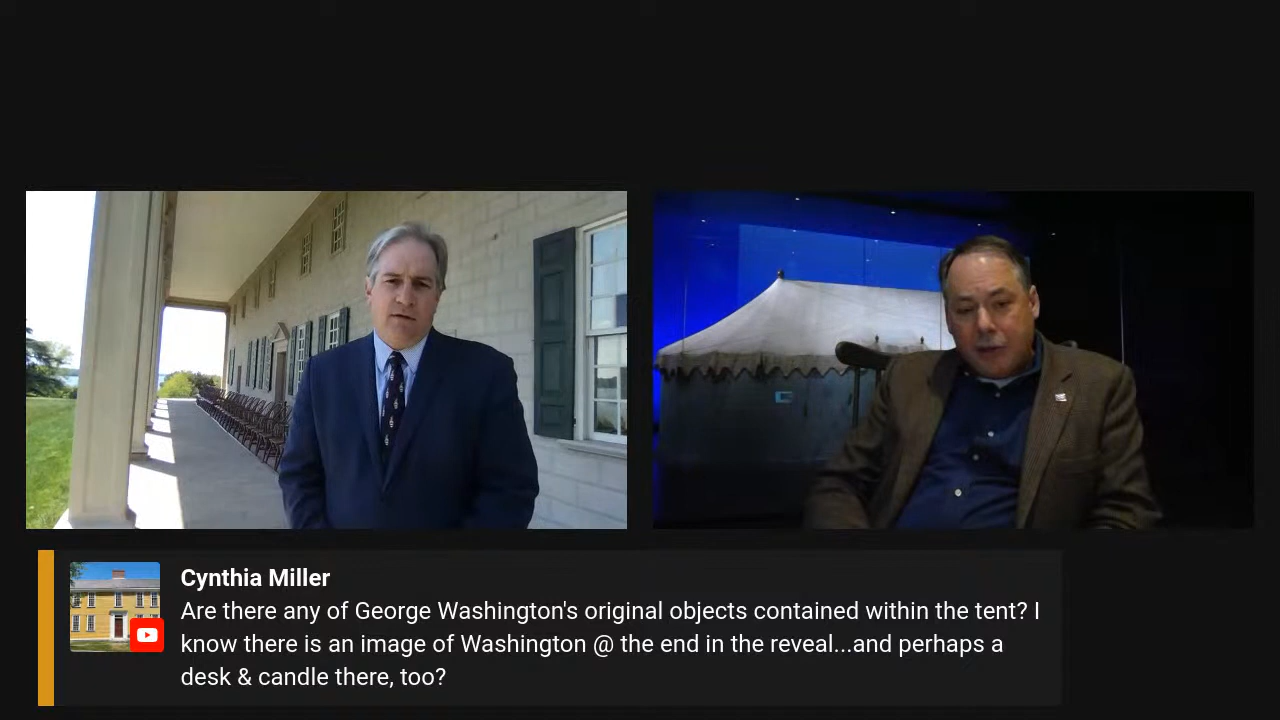 Cynthia Miller
Are there any of George Washington's original objects contained within the tent? I
know there is an image of Washington @ the end in the reveal...and perhaps a
desk & candle there, too?